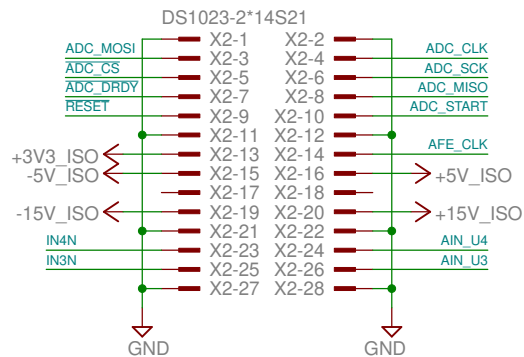 DS1023-2*14S21
X2-1 X2-2
ADC_MOSI X2-3 X2-4 ADC_CLK
ADC_CS X2-5 X2-6 ADC_SCK
ADC_DRDY X2-7 X2-8 ADC_MISO
RESET X2-9 X2-10 ADC_START
X2-11 X2-12
+3V3_ISO X2-13 X2-14 AFE_CLK
-5V_ISO X2-15 X2-16 +5V_ISO
X2-17 X2-18
-15V_ISO X2-19 X2-20 +15V_ISO
X2-21 X2-22
IN4N X2-23 X2-24 AIN_U4
IN3N X2-25 X2-26 AIN_U3
X2-27 X2-28
GND GND